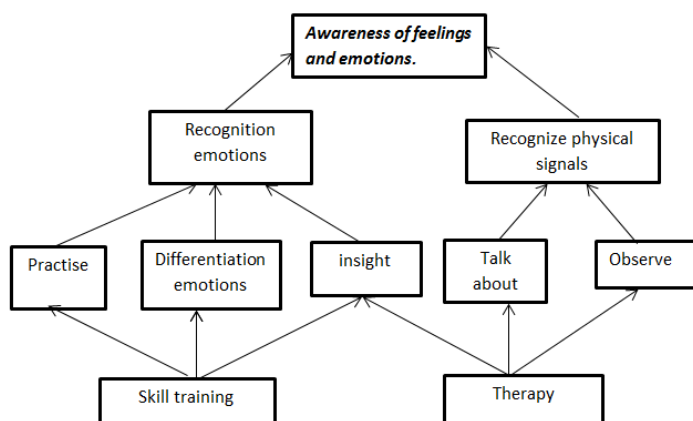 Awareness of feelings
and emotions.
Recognition
emotions
Recognize physical
signals
Practise
Differentiation
emotions
insight
Talk
about
Observe
Skill training
Therapy